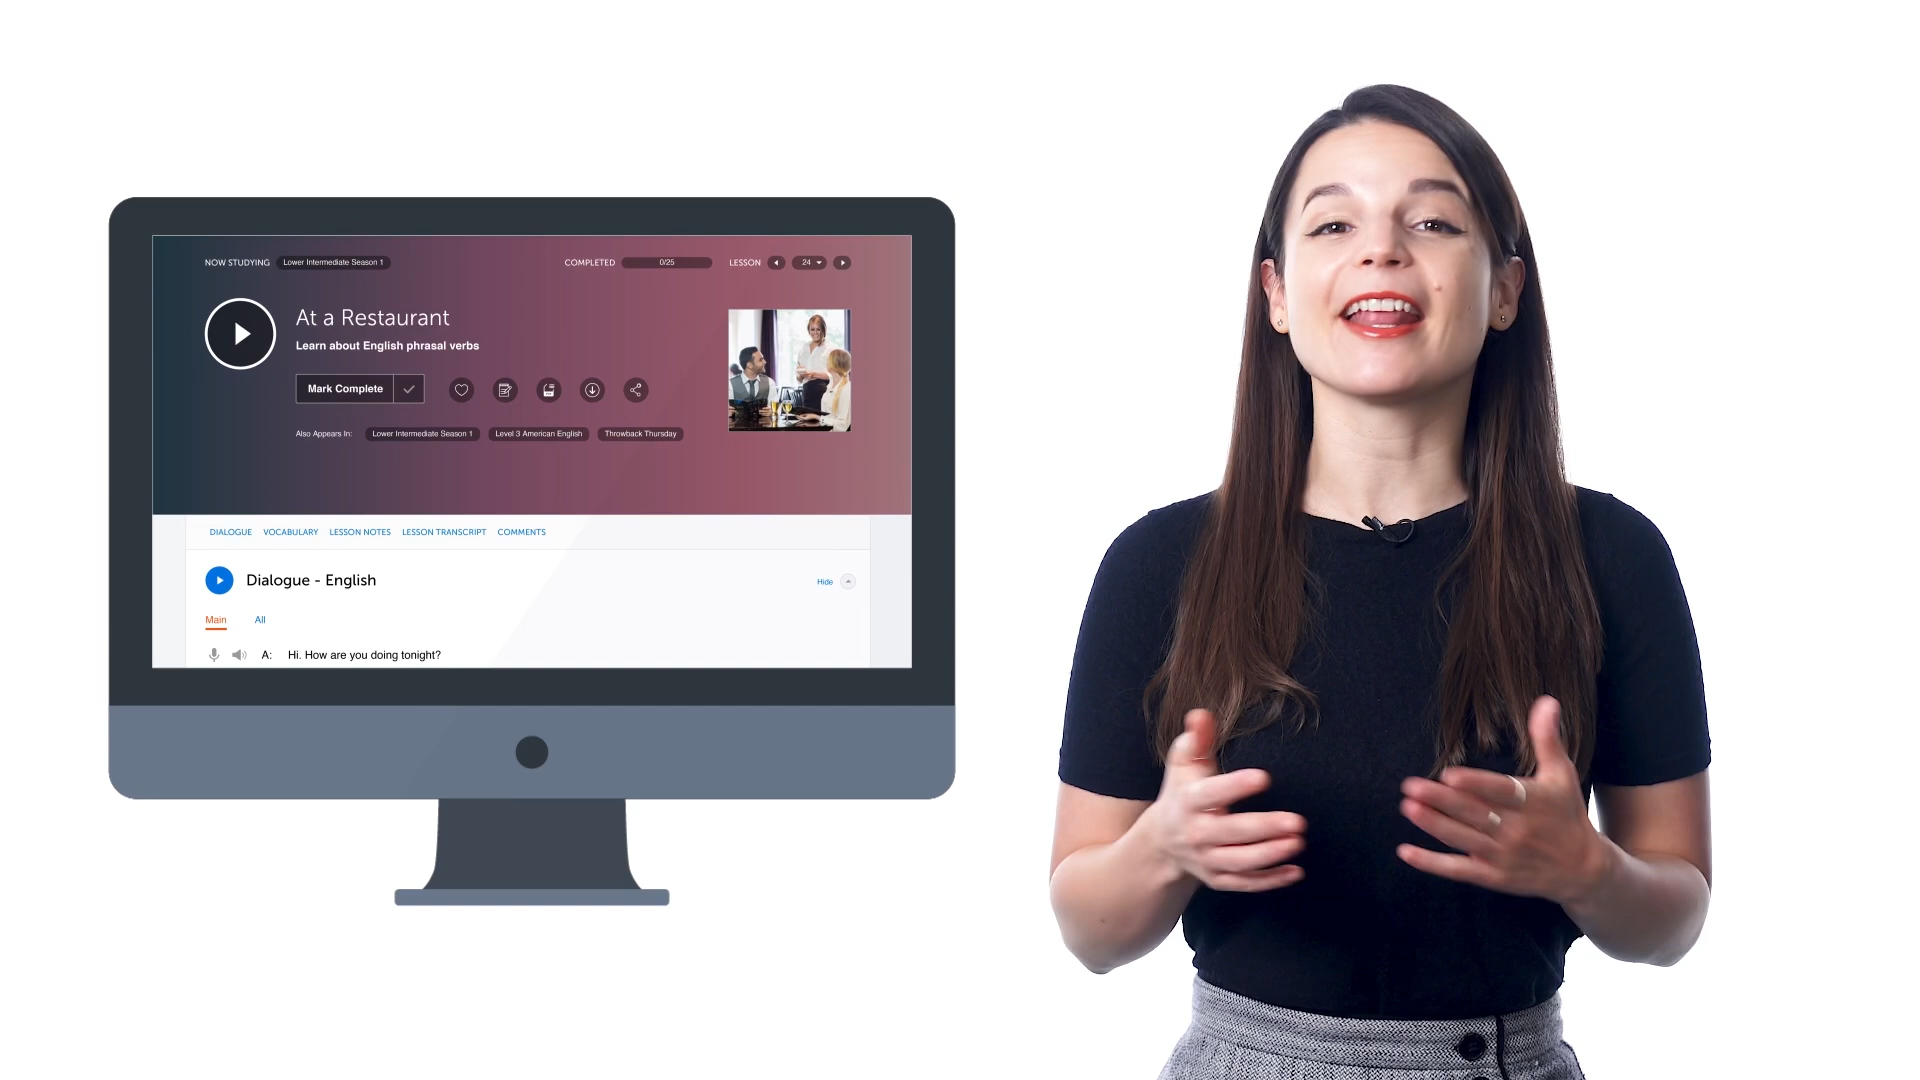 NOW STUDYING Lower Intermediate Season 1 COMPLETED 0/25 LESSON 24
At a Restaurant
Learn about English phrasal verbs
Mark Complete
Also Appears In: Lower Intermediate Season 1 Level 3 American English Throwback Thursday
DIALOGUE VOCABULARY LESSON NOTES LESSON TRANSCRIPT COMMENTS
Dialogue - English Hide
Main All
A: Hi. How are you doing tonight?